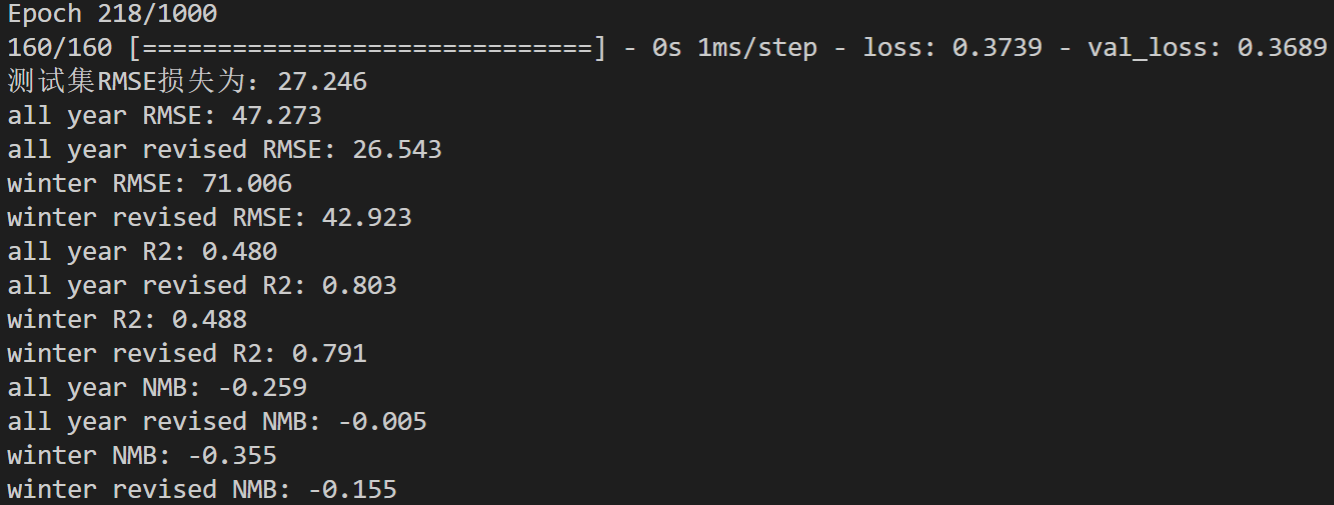 Epoch 218/1000
160/160 [==============================] - 0s 1ms/step - loss: 0.3739 - val_loss: 0.3689
测试集RMSE损失为：27.246
all year RMSE: 47.273
all year revised RMSE: 26.543
winter RMSE: 71.006
winter revised RMSE: 42.923
all year R2: 0.480
all year revised R2: 0.803
winter R2: 0.488
winter revised R2: 0.791
all year NMB: -0.259
all year revised NMB: -0.005
winter NMB: -0.355
winter revised NMB: -0.155